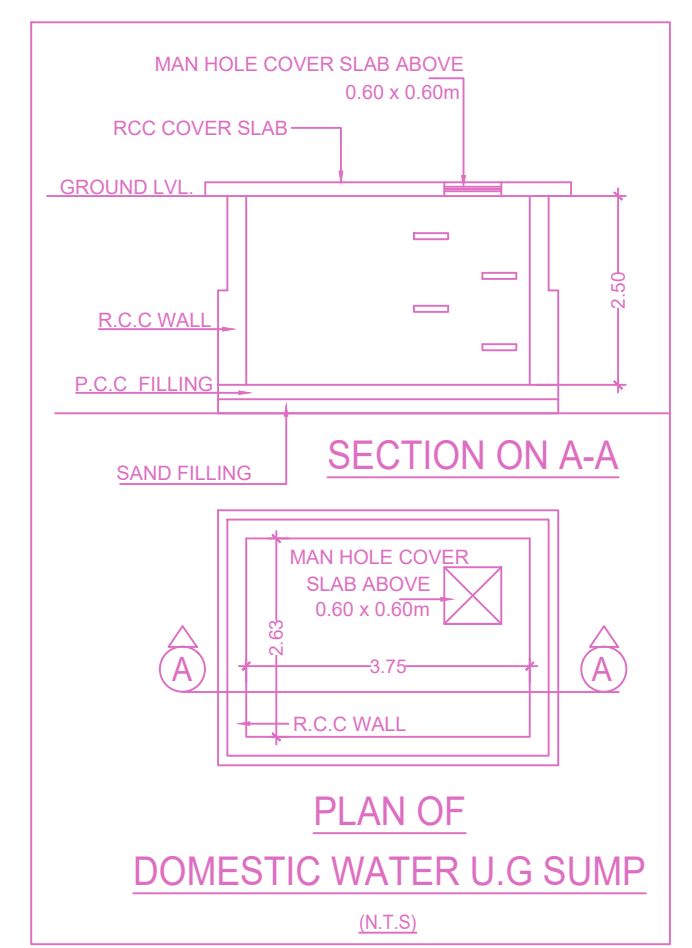 MAN HOLE COVER SLAB ABOVE
0.60 x 0.60m
RCC COVER SLAB
GROUND LVL.
2.50
R.C.C WALL
P.C.C FILLING
SECTION ON A-A
SAND FILLING
MAN HOLE COVER
SLAB ABOVE
0.60 x 0.60m
2.63
A
3.75
A
R.C.C WALL
PLAN OF
DOMESTIC WATER U.G SUMP
(N.T.S)